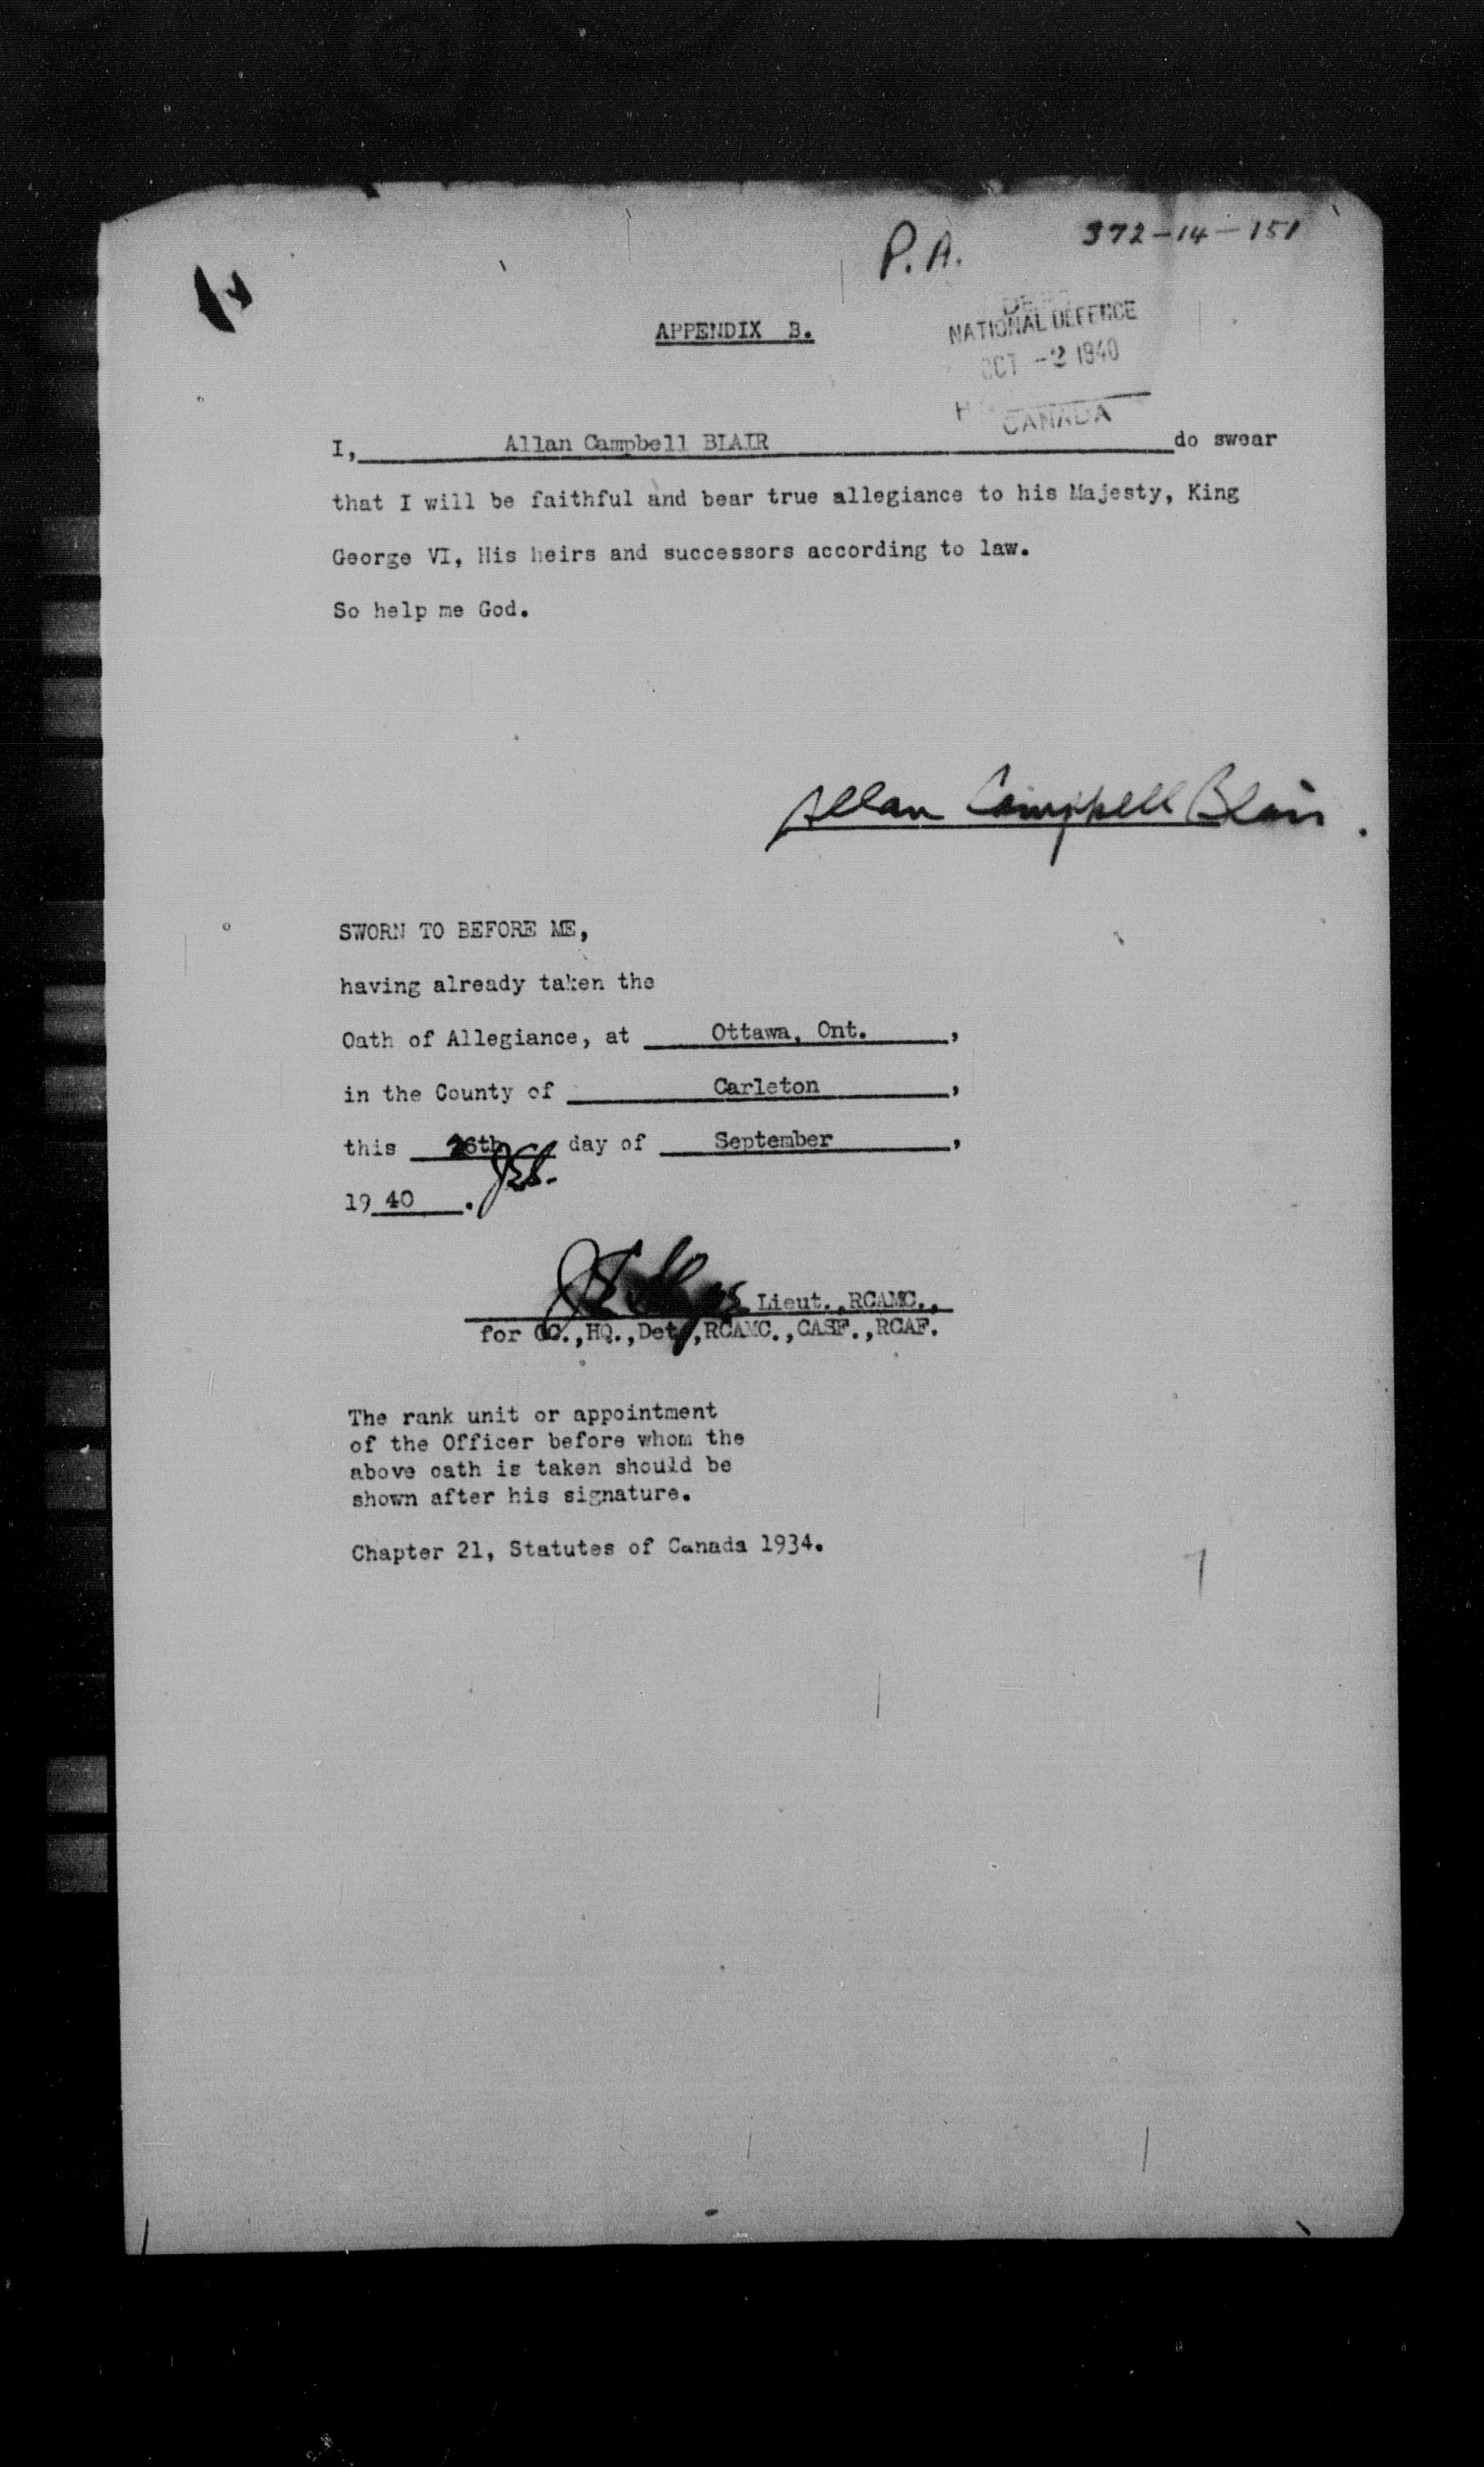 P.A. 372-14-151
APPENDIX B.
NATIONAL DEFENCE
OCT -2 1940
CANADA
I, Allan Campbell BLAIR do swear
that I will be faithful and bear true allegiance to his Majesty, King
George VI, His heirs and successors according to law.
So help me God.
Allan Campbell Blair.
SWORN TO BEFORE ME,
having already taken the
Oath of Allegiance, at Ottawa, Ont.,
in the County of Carleton,
this 26th day of September,
1940.
Lieut., RCAMC.,
for OC.,HQ.,Det.,RCAMC.,CASF.,RCAF.
The rank unit or appointment
of the Officer before whom the
above oath is taken should be
shown after his signature.
Chapter 21, Statutes of Canada 1934.